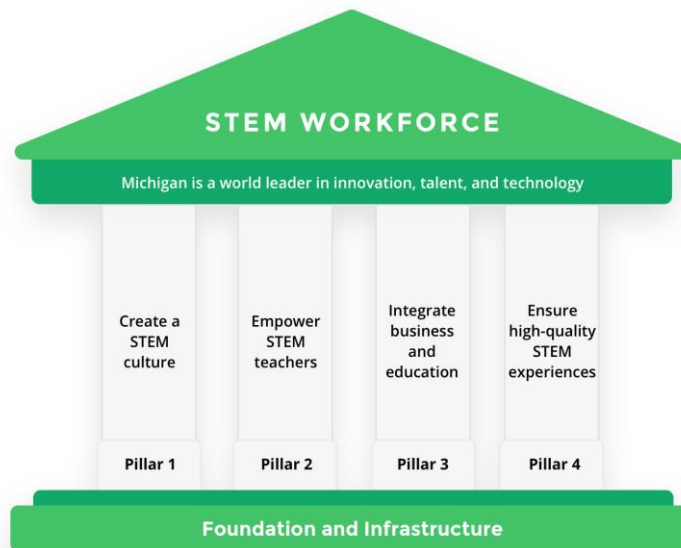 STEM WORKFORCE
Michigan is a world leader in innovation, talent, and technology
Create a
STEM
culture
Empower
STEM
teachers
Integrate
business
and
education
Ensure
high-quality
STEM
experiences
Pillar 1
Pillar 2
Pillar 3
Pillar 4
Foundation and Infrastructure